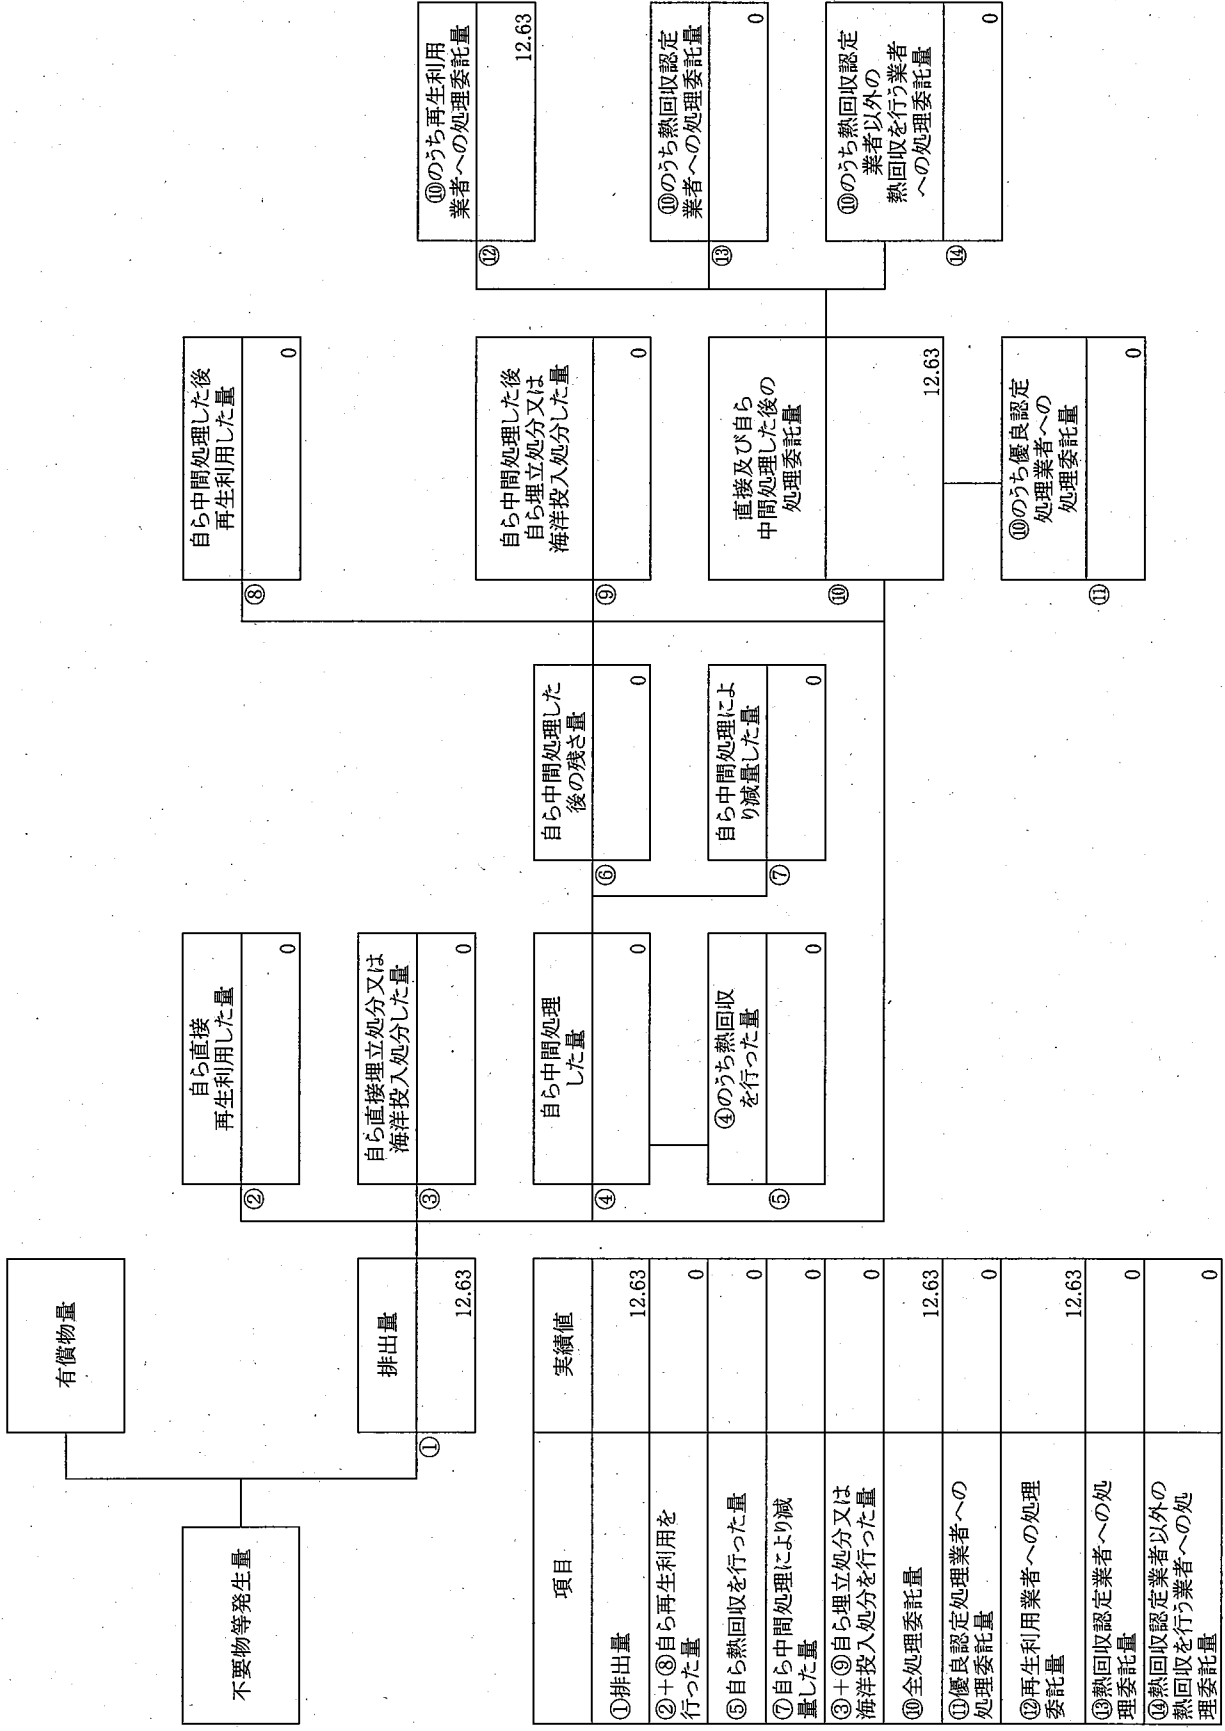 不要物等発生量
有償物量
排出量
①
12.63
自ら直接
再生利用した量
②
0
自ら直接埋立処分又は
海洋投入処分した量
③
0
自ら中間処理
した量
④
0
④のうち熱回収
を行った量
⑤
0
自ら中間処理した
後の残さ量
⑥
0
自ら中間処理によ
り減量した量
⑦
0
自ら中間処理した後
再生利用した量
⑧
0
自ら中間処理した後
自ら埋立処分又は
海洋投入処分した量
⑨
0
直接及び自ら
中間処理した後の
処理委託量
⑩
12.63
⑩のうち優良認定
処理業者への
処理委託量
⑪
0
⑩のうち再生利用
業者への処理委託量
⑫
12.63
⑩のうち熱回収認定
業者への処理委託量
⑬
0
⑩のうち熱回収認定
業者以外の
熱回収を行う業者
への処理委託量
⑭
0
項目 実績値
①排出量 12.63
②+⑧自ら再生利用を
行った量 0
⑤自ら熱回収を行った量 0
⑦自ら中間処理により減
量した量 0
③+⑨自ら埋立処分又は
海洋投入処分を行った量 0
⑩全処理委託量 12.63
⑪優良認定処理業者への
処理委託量 0
⑫再生利用業者への処理
委託量 12.63
⑬熱回収認定業者への処
理委託量 0
⑭熱回収認定業者以外の
熱回収を行う業者への処
理委託量 0